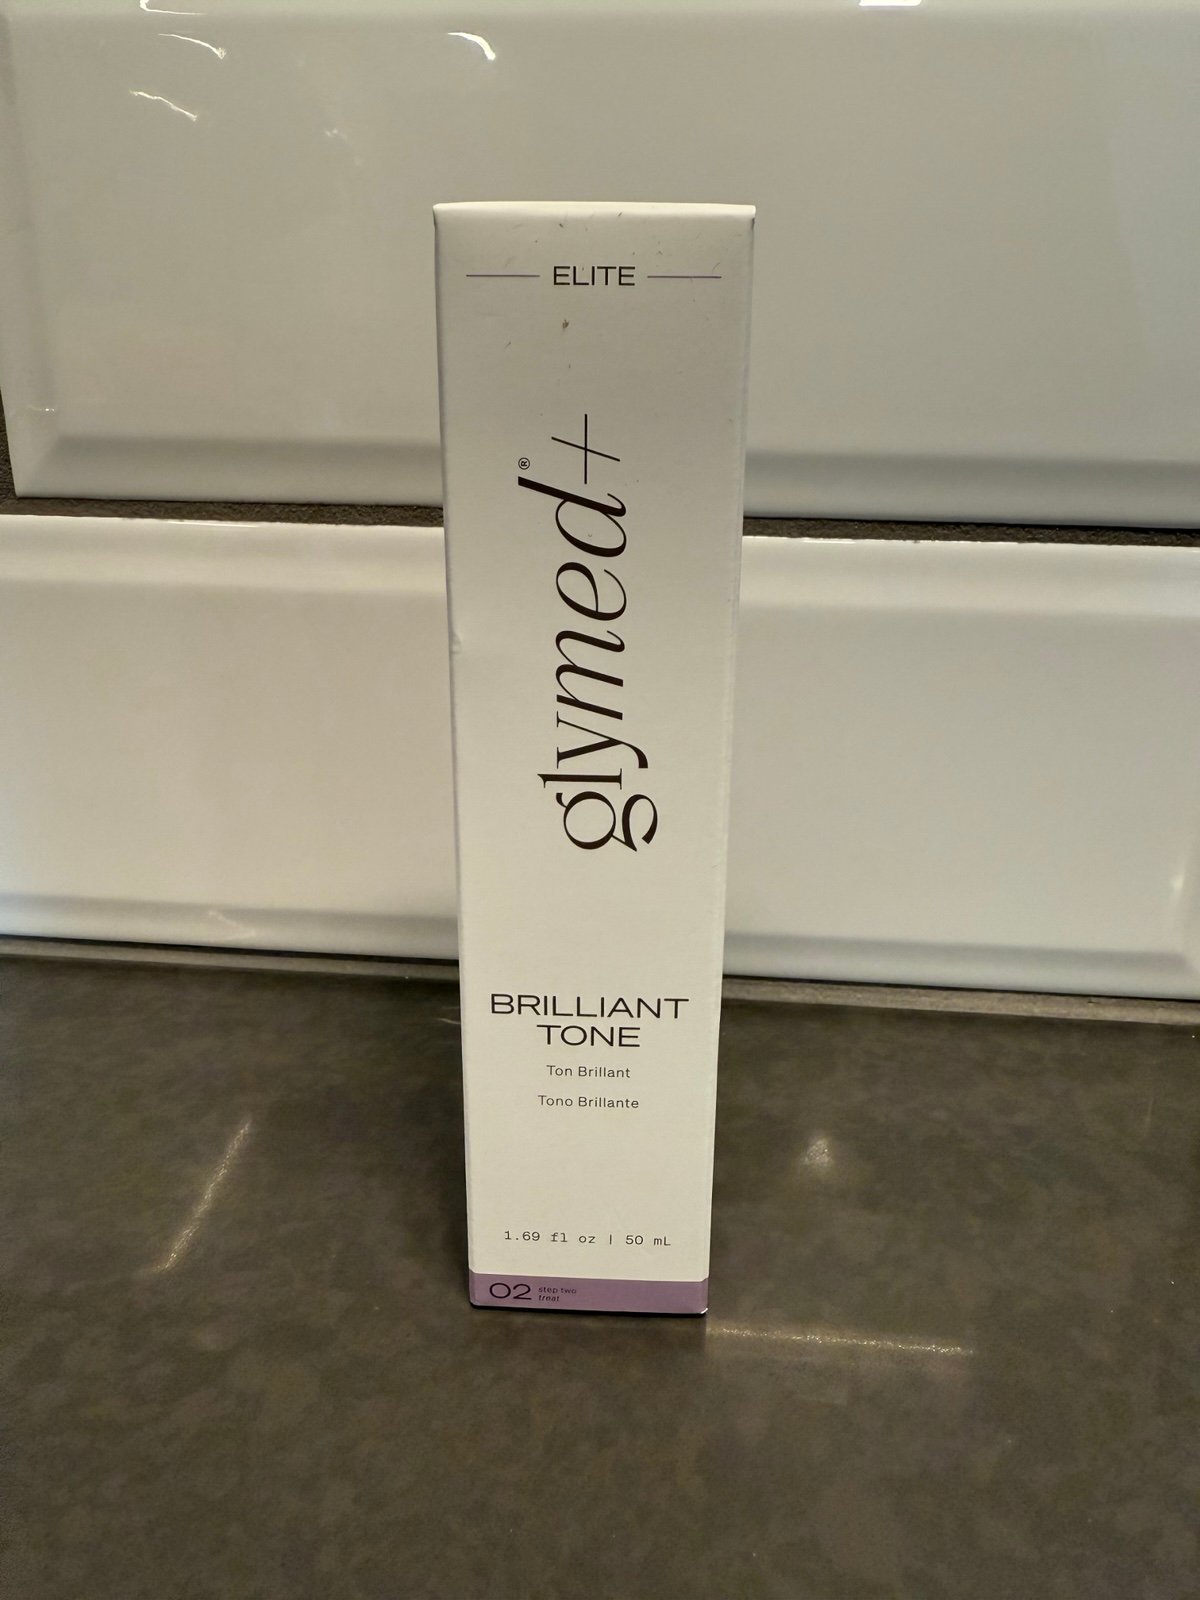 ELITE
glymed+®
BRILLIANT
TONE
Ton Brillant
Tono Brillante
1.69 fl oz | 50 mL
02 step two
treat